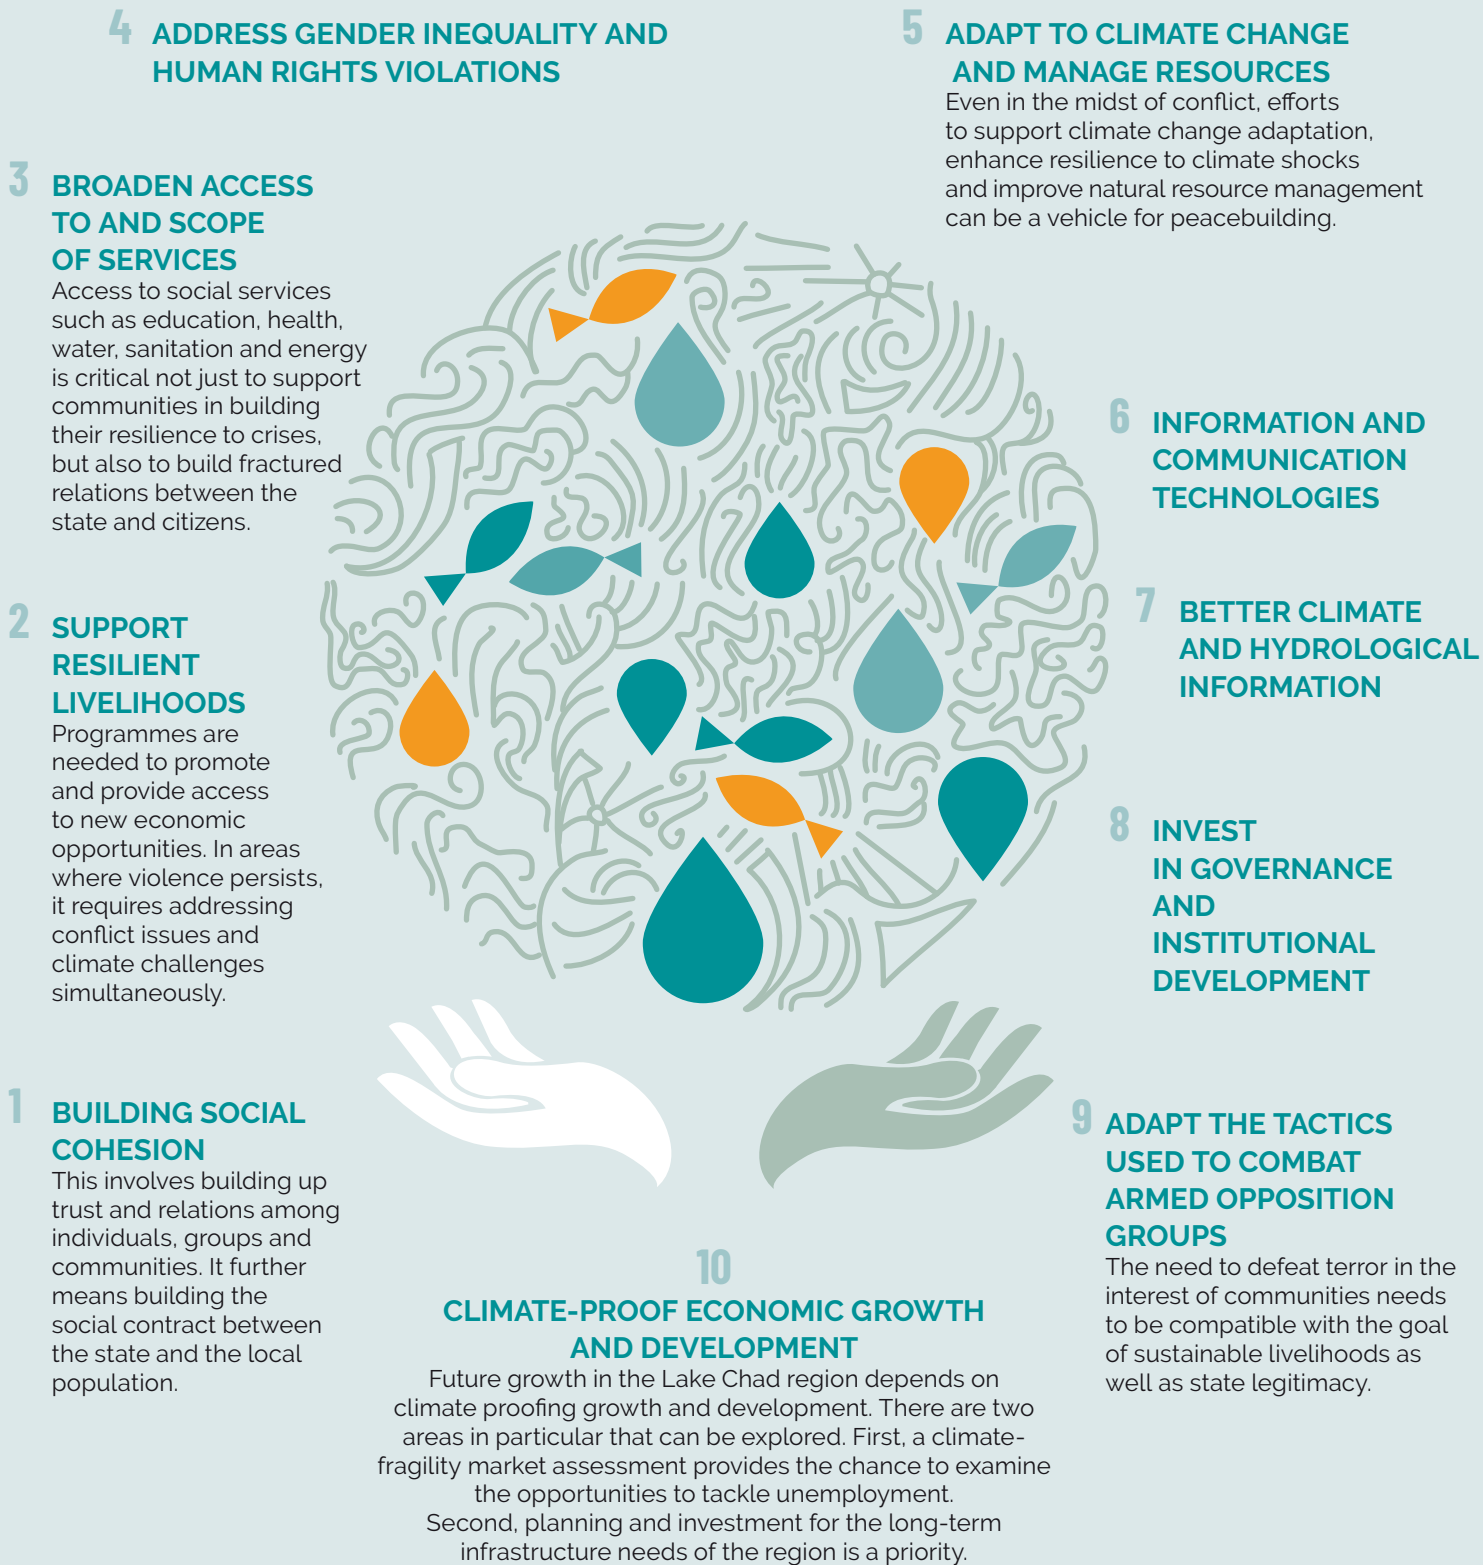 4 ADDRESS GENDER INEQUALITY AND
HUMAN RIGHTS VIOLATIONS
5 ADAPT TO CLIMATE CHANGE
AND MANAGE RESOURCES
Even in the midst of conflict, efforts
to support climate change adaptation,
enhance resilience to climate shocks
and improve natural resource management
can be a vehicle for peacebuilding.
3 BROADEN ACCESS
TO AND SCOPE
OF SERVICES
Access to social services
such as education, health,
water, sanitation and energy
is critical not just to support
communities in building
their resilience to crises,
but also to build fractured
relations between the
state and citizens.
6 INFORMATION AND
COMMUNICATION
TECHNOLOGIES
2 SUPPORT
RESILIENT
LIVELIHOODS
Programmes are
needed to promote
and provide access
to new economic
opportunities. In areas
where violence persists,
it requires addressing
conflict issues and
climate challenges
simultaneously.
7 BETTER CLIMATE
AND HYDROLOGICAL
INFORMATION
8 INVEST
IN GOVERNANCE
AND
INSTITUTIONAL
DEVELOPMENT
1 BUILDING SOCIAL
COHESION
This involves building up
trust and relations among
individuals, groups and
communities. It further
means building the
social contract between
the state and the local
population.
9 ADAPT THE TACTICS
USED TO COMBAT
ARMED OPPOSITION
GROUPS
The need to defeat terror in the
interest of communities needs
to be compatible with the goal
of sustainable livelihoods as
well as state legitimacy.
10
CLIMATE-PROOF ECONOMIC GROWTH
AND DEVELOPMENT
Future growth in the Lake Chad region depends on
climate proofing growth and development. There are two
areas in particular that can be explored. First, a climate-
fragility market assessment provides the chance to examine
the opportunities to tackle unemployment.
Second, planning and investment for the long-term
infrastructure needs of the region is a priority.